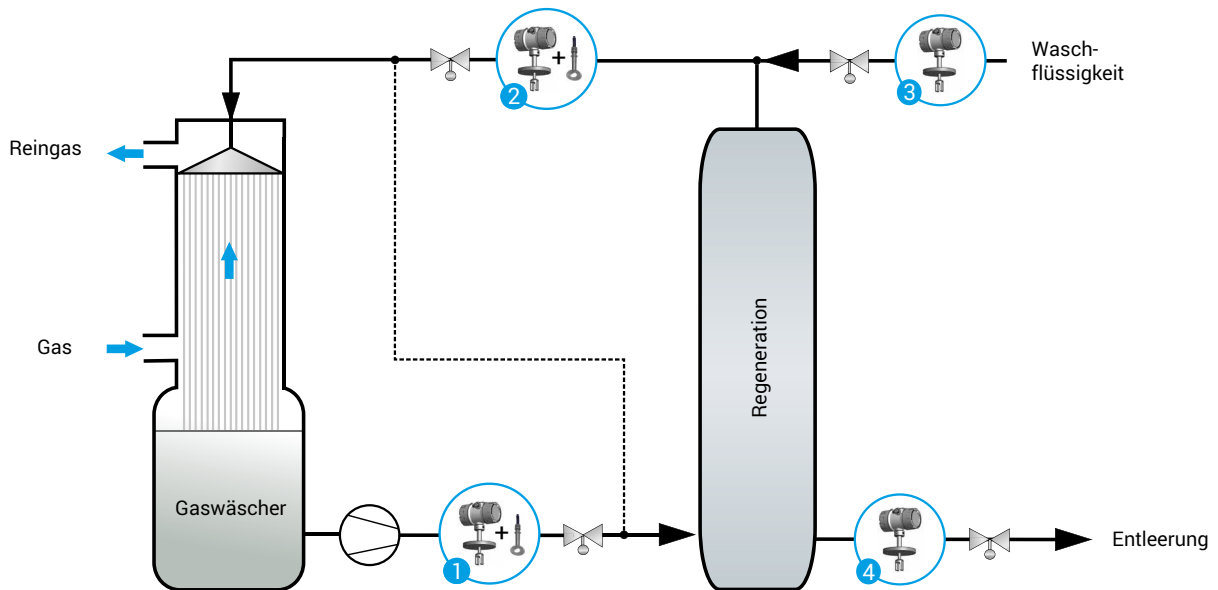 Wasch-
flüssigkeit
+
2
3
Reingas
Gas
Regeneration
Gaswäscher
+
1
4
Entleerung